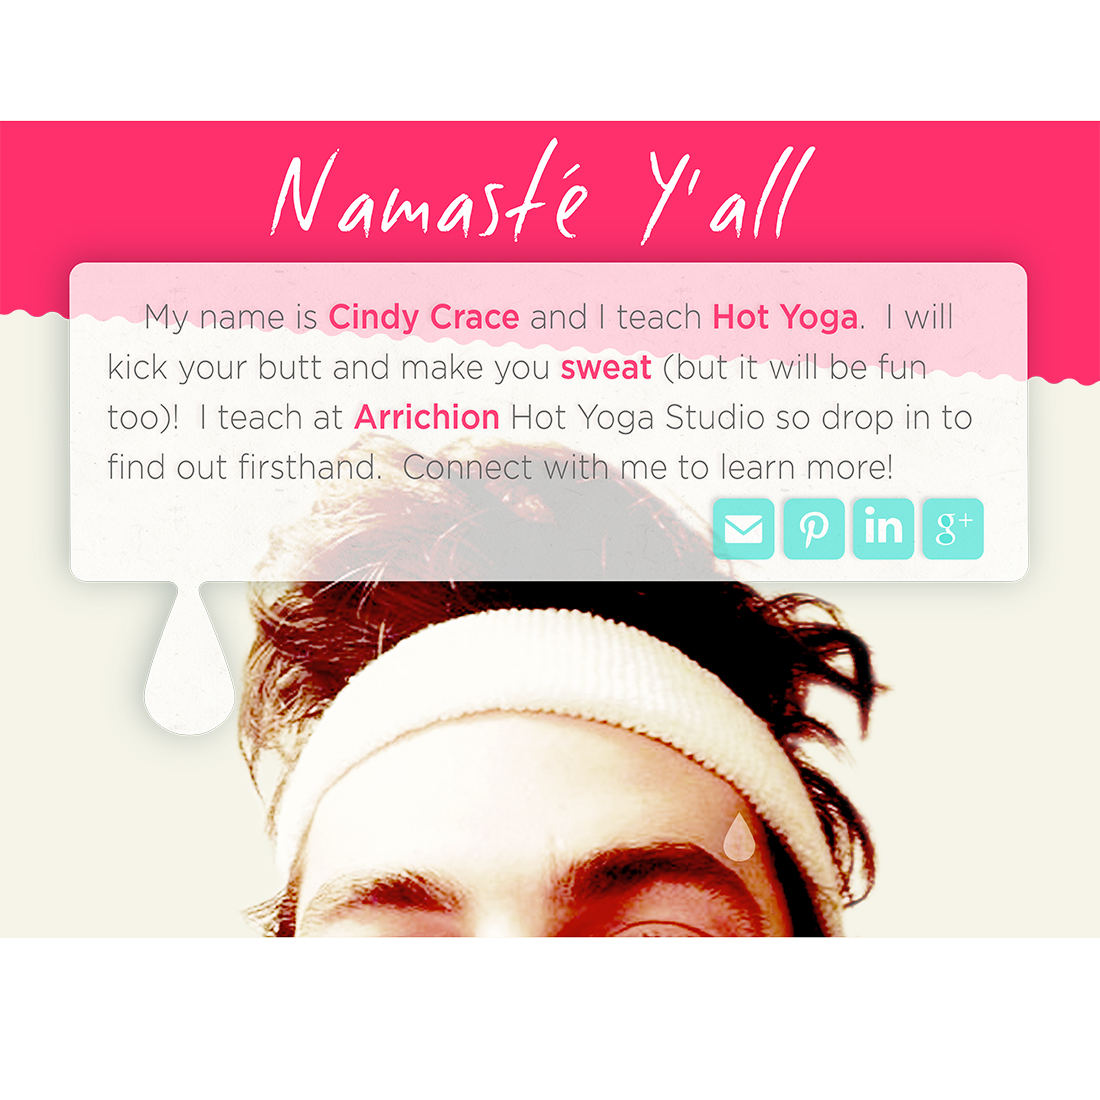 Namasté Y'all
My name is Cindy Crace and I teach Hot Yoga. I will
kick your butt and make you sweat (but it will be fun
too)! I teach at Arrichion Hot Yoga Studio so drop in to
find out firsthand. Connect with me to learn more!
in g+